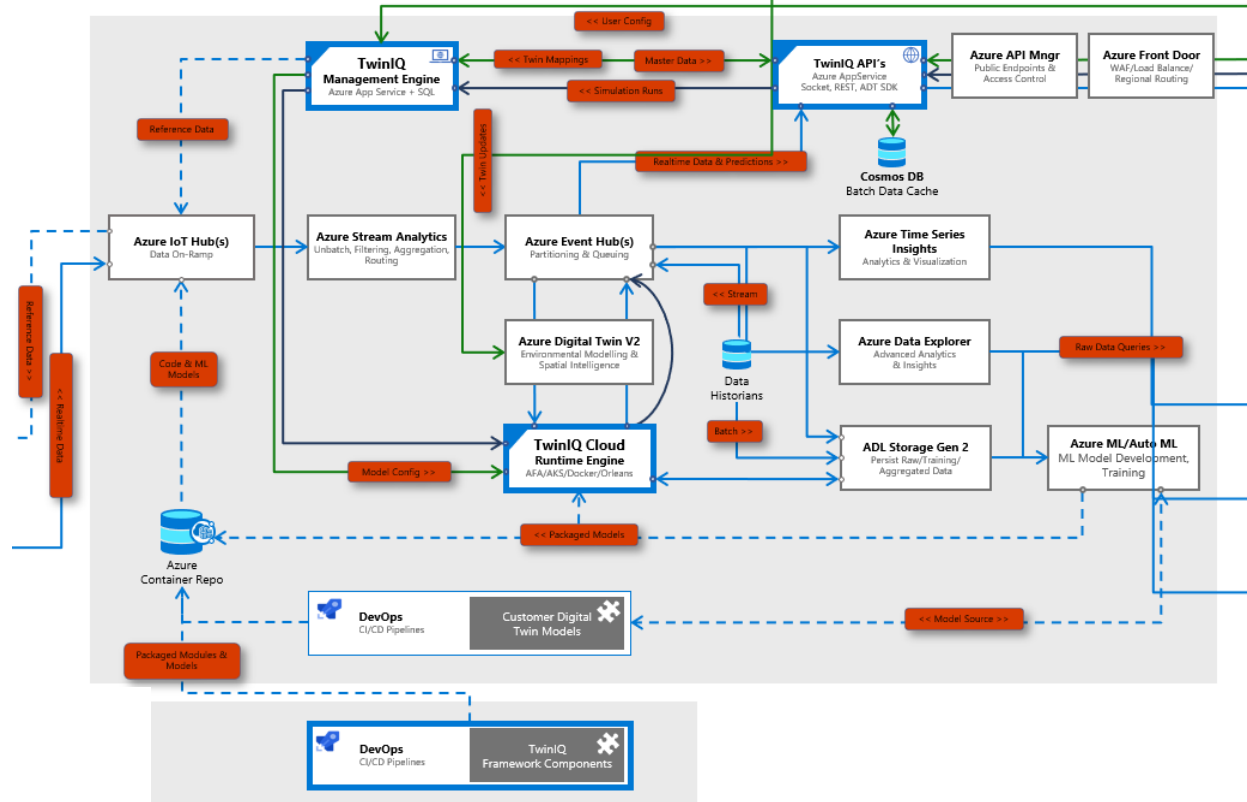 << User Config
TwinIQ
Management Engine
Azure App Service + SQL
<< Twin Mappings
Master Data >>
<< Simulation Runs
TwinIQ API's
Azure AppService
Socket, REST, ADT SDK
Azure API Mngr
Public Endpoints &
Access Control
Azure Front Door
WAF/Load Balance/
Regional Routing
Reference Data
<< Twin Updates
Realtime Data & Predictions >>
Cosmos DB
Batch Data Cache
Azure IoT Hub(s)
Data On-Ramp
Azure Stream Analytics
Unbatch, Filtering, Aggregation,
Routing
Azure Event Hub(s)
Partitioning & Queuing
Azure Time Series
Insights
Analytics & Visualization
<< Stream
Reference Data >>
<< Realtime Data
Code & ML
Models
Azure Digital Twin V2
Environmental Modelling &
Spatial Intelligence
Data
Historians
Azure Data Explorer
Advanced Analytics
& Insights
Raw Data Queries >>
Batch >>
TwinIQ Cloud
Runtime Engine
AFA/AKS/Docker/Orleans
Model Config >>
ADL Storage Gen 2
Persist Raw/Training/
Aggregated Data
Azure ML/Auto ML
ML Model Development,
Training
<< Packaged Models
Azure
Container Repo
DevOps
CI/CD Pipelines
Customer Digital
Twin Models
<< Model Source >>
Packaged Modules &
Models
DevOps
CI/CD Pipelines
TwinIQ
Framework Components